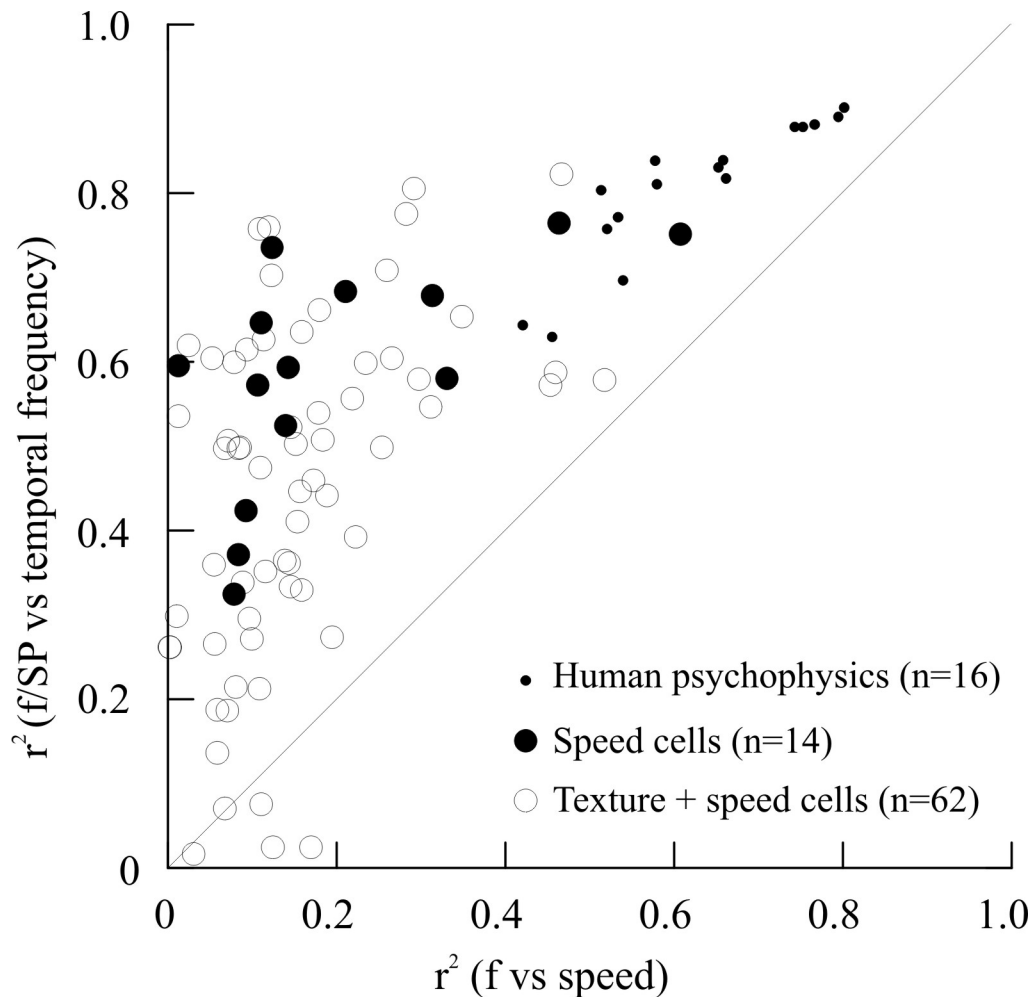 1.0
0.8
0.6
0.4
0.2
0
r² (f/SP vs temporal frequency)
Human psychophysics (n=16)
Speed cells (n=14)
Texture + speed cells (n=62)
0 0.2 0.4 0.6 0.8 1.0
r² (f vs speed)